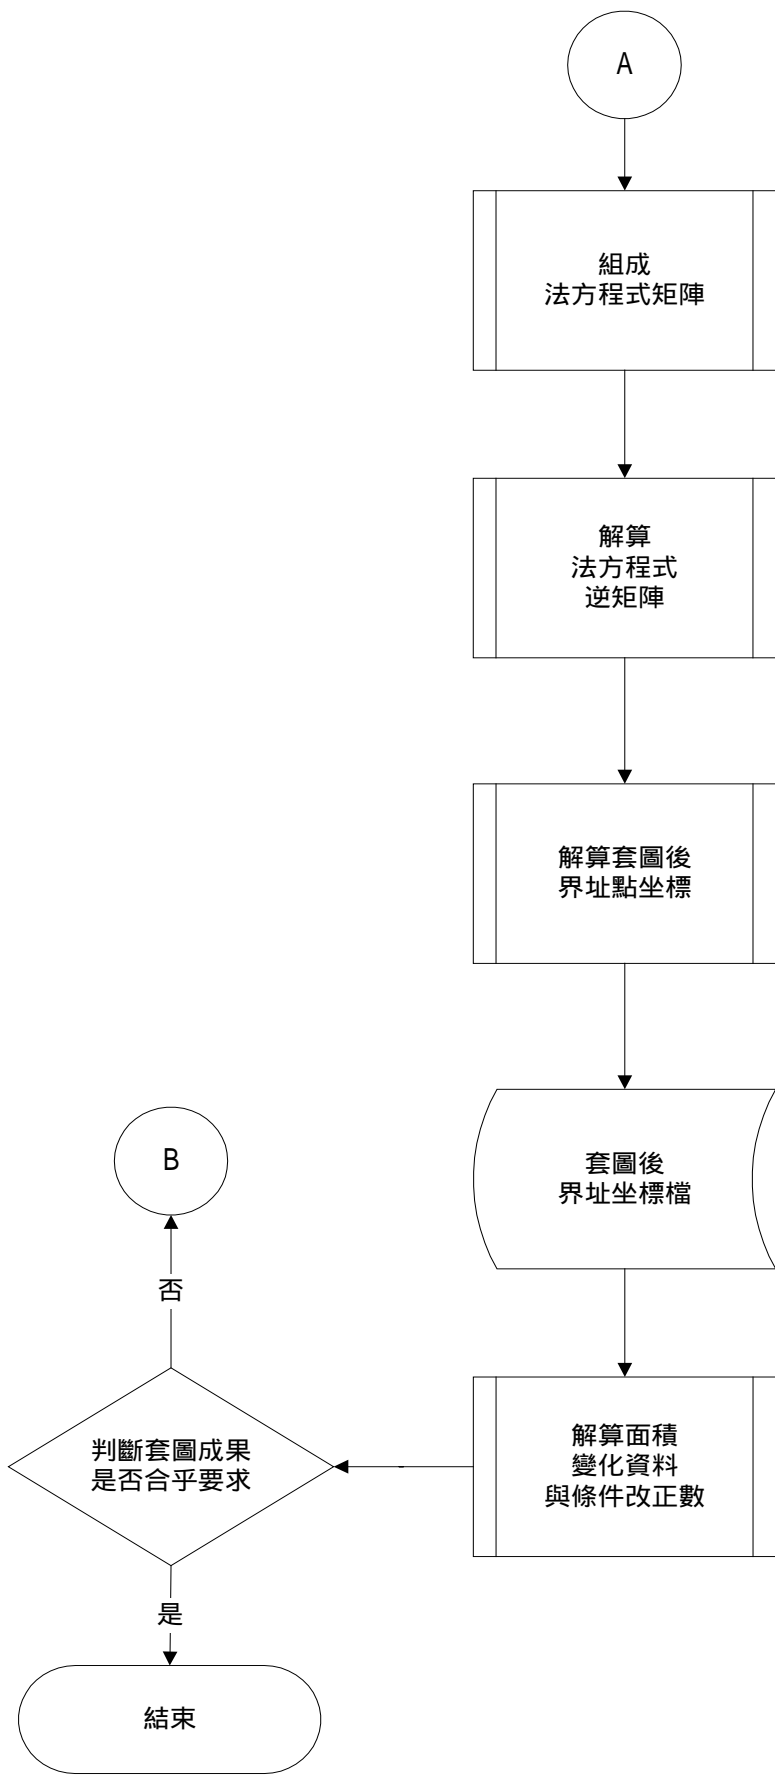 A
組成
法方程式矩陣
解算
法方程式
逆矩陣
解算套圖後
界址點坐標
套圖後
界址坐標檔
解算面積
變化資料
與條件改正數
判斷套圖成果
是否合乎要求
否
B
是
結束